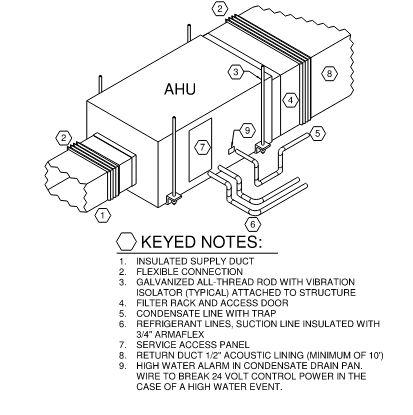 2
3
8
AHU
4
9
5
2
7
1
6
KEYED NOTES:
1. INSULATED SUPPLY DUCT
2. FLEXIBLE CONNECTION
3. GALVANIZED ALL-THREAD ROD WITH VIBRATION
ISOLATOR (TYPICAL) ATTACHED TO STRUCTURE
4. FILTER RACK AND ACCESS DOOR
5. CONDENSATE LINE WITH TRAP
6. REFRIGERANT LINES, SUCTION LINE INSULATED WITH
3/4" ARMAFLEX
7. SERVICE ACCESS PANEL
8. RETURN DUCT 1/2" ACOUSTIC LINING (MINIMUM OF 10')
9. HIGH WATER ALARM IN CONDENSATE DRAIN PAN.
WIRE TO BREAK 24 VOLT CONTROL POWER IN THE
CASE OF A HIGH WATER EVENT.